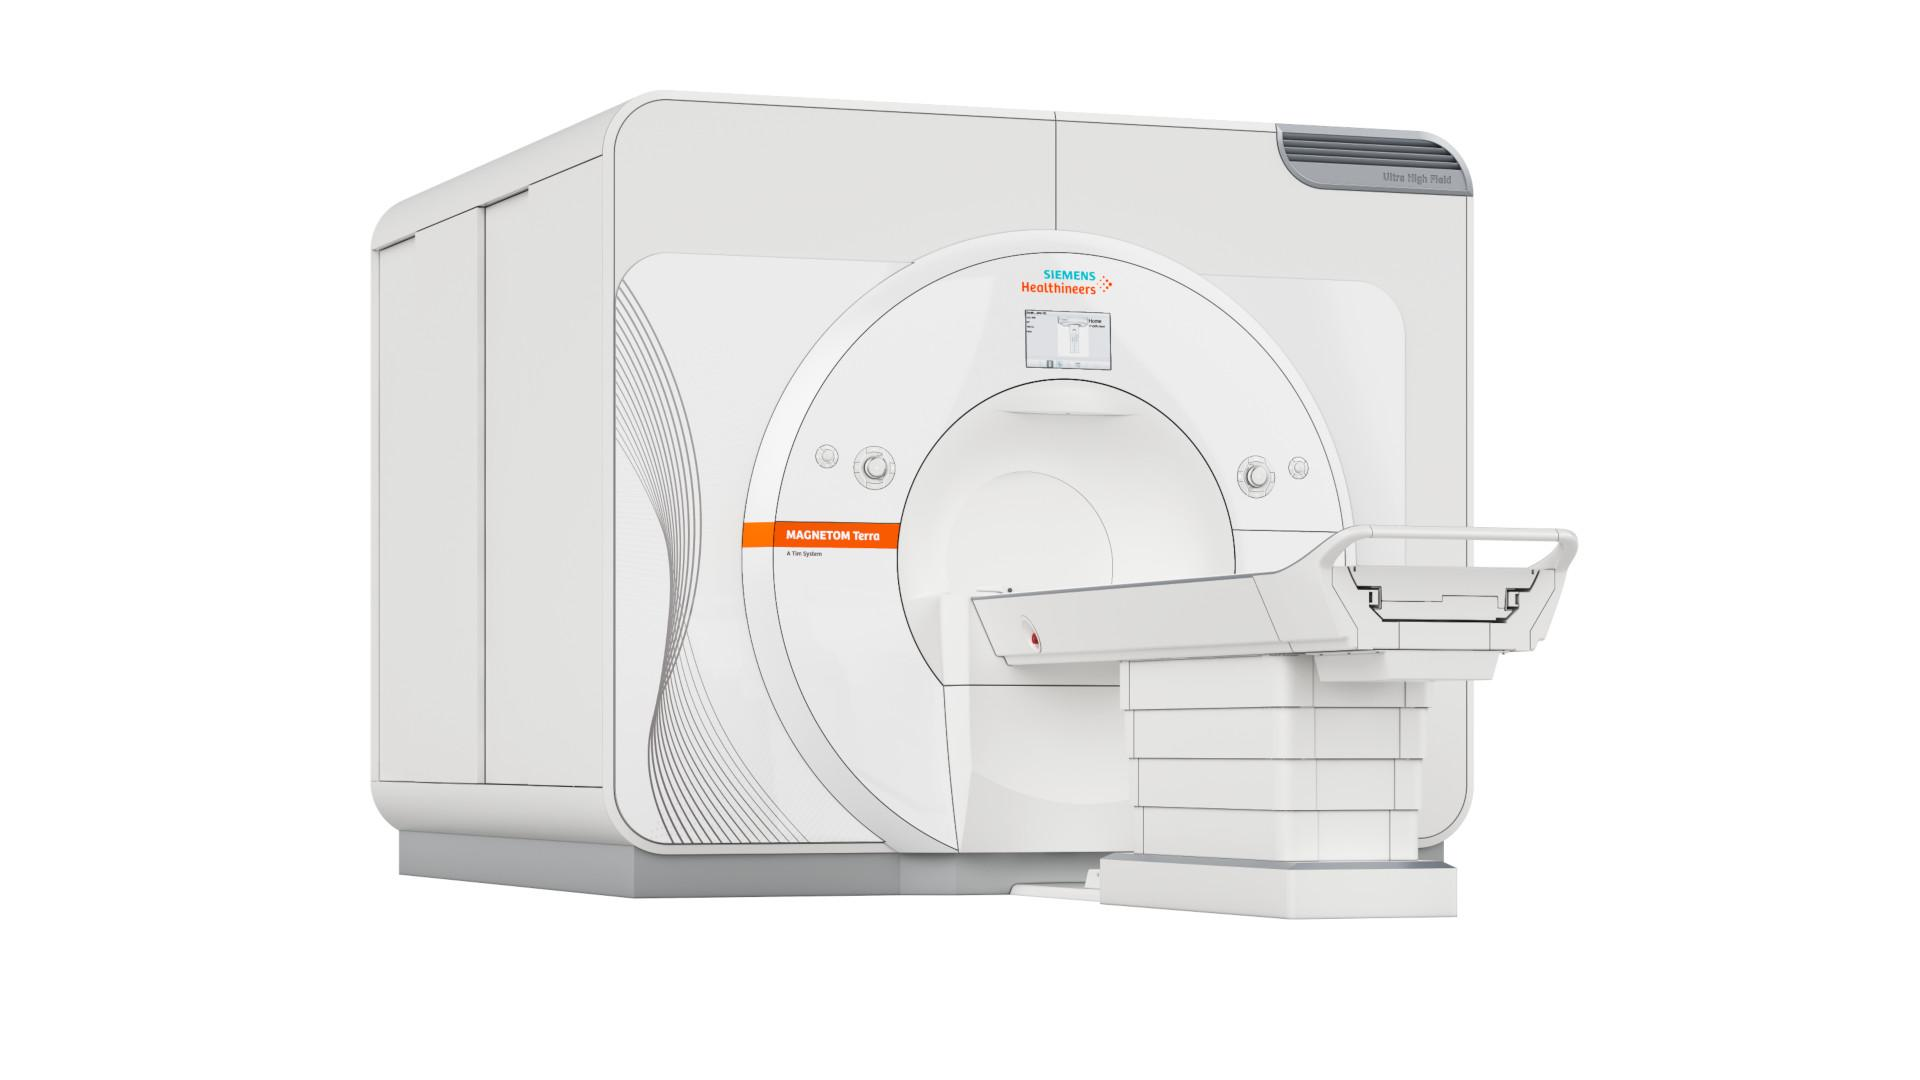 Ultra High Field
SIEMENS
Healthineers
Home
MAGNETOM Terra
A Tim System